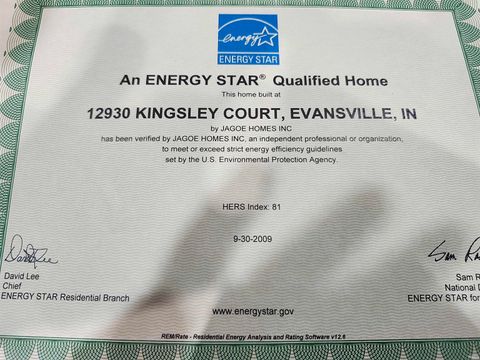 energy
ENERGY STAR
An ENERGY STAR® Qualified Home
This home built at
12930 KINGSLEY COURT, EVANSVILLE, IN
by JAGOE HOMES INC
has been verified by JAGOE HOMES INC, an independent professional or organization,
to meet or exceed strict energy efficiency guidelines
set by the U.S. Environmental Protection Agency.
HERS Index: 81
9-30-2009
David Lee
David Lee
Chief
ENERGY STAR Residential Branch
Sam
Sam R
National D
ENERGY STAR for
www.energystar.gov
REM/Rate - Residential Energy Analysis and Rating Software v12.6